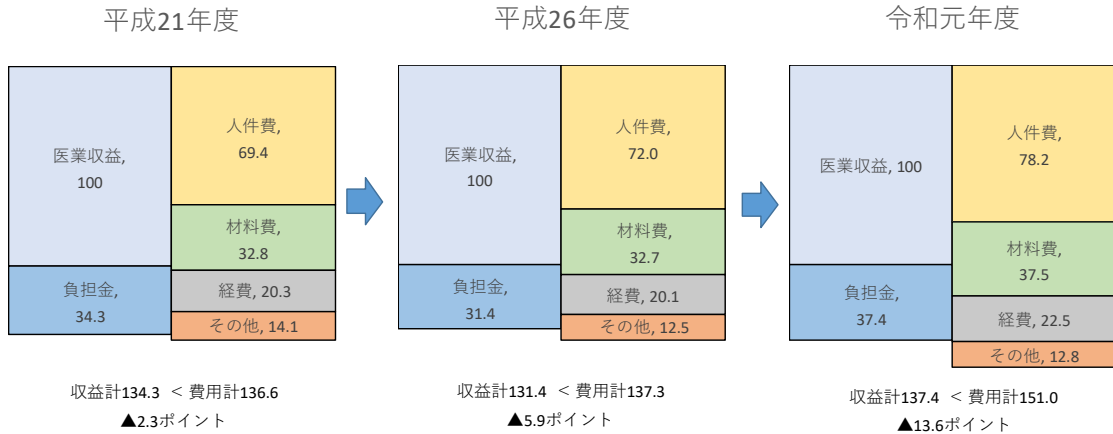 平成21年度
医業収益,
100
負担金,
34.3
人件費,
69.4
材料費,
32.8
経費, 20.3
その他, 14.1
収益計134.3 < 費用計136.6
▲2.3ポイント
平成26年度
医業収益,
100
負担金,
31.4
人件費,
72.0
材料費,
32.7
経費, 20.1
その他, 12.5
収益計131.4 < 費用計137.3
▲5.9ポイント
令和元年度
医業収益, 100
負担金,
37.4
人件費,
78.2
材料費,
37.5
経費, 22.5
その他, 12.8
収益計137.4 < 費用計151.0
▲13.6ポイント